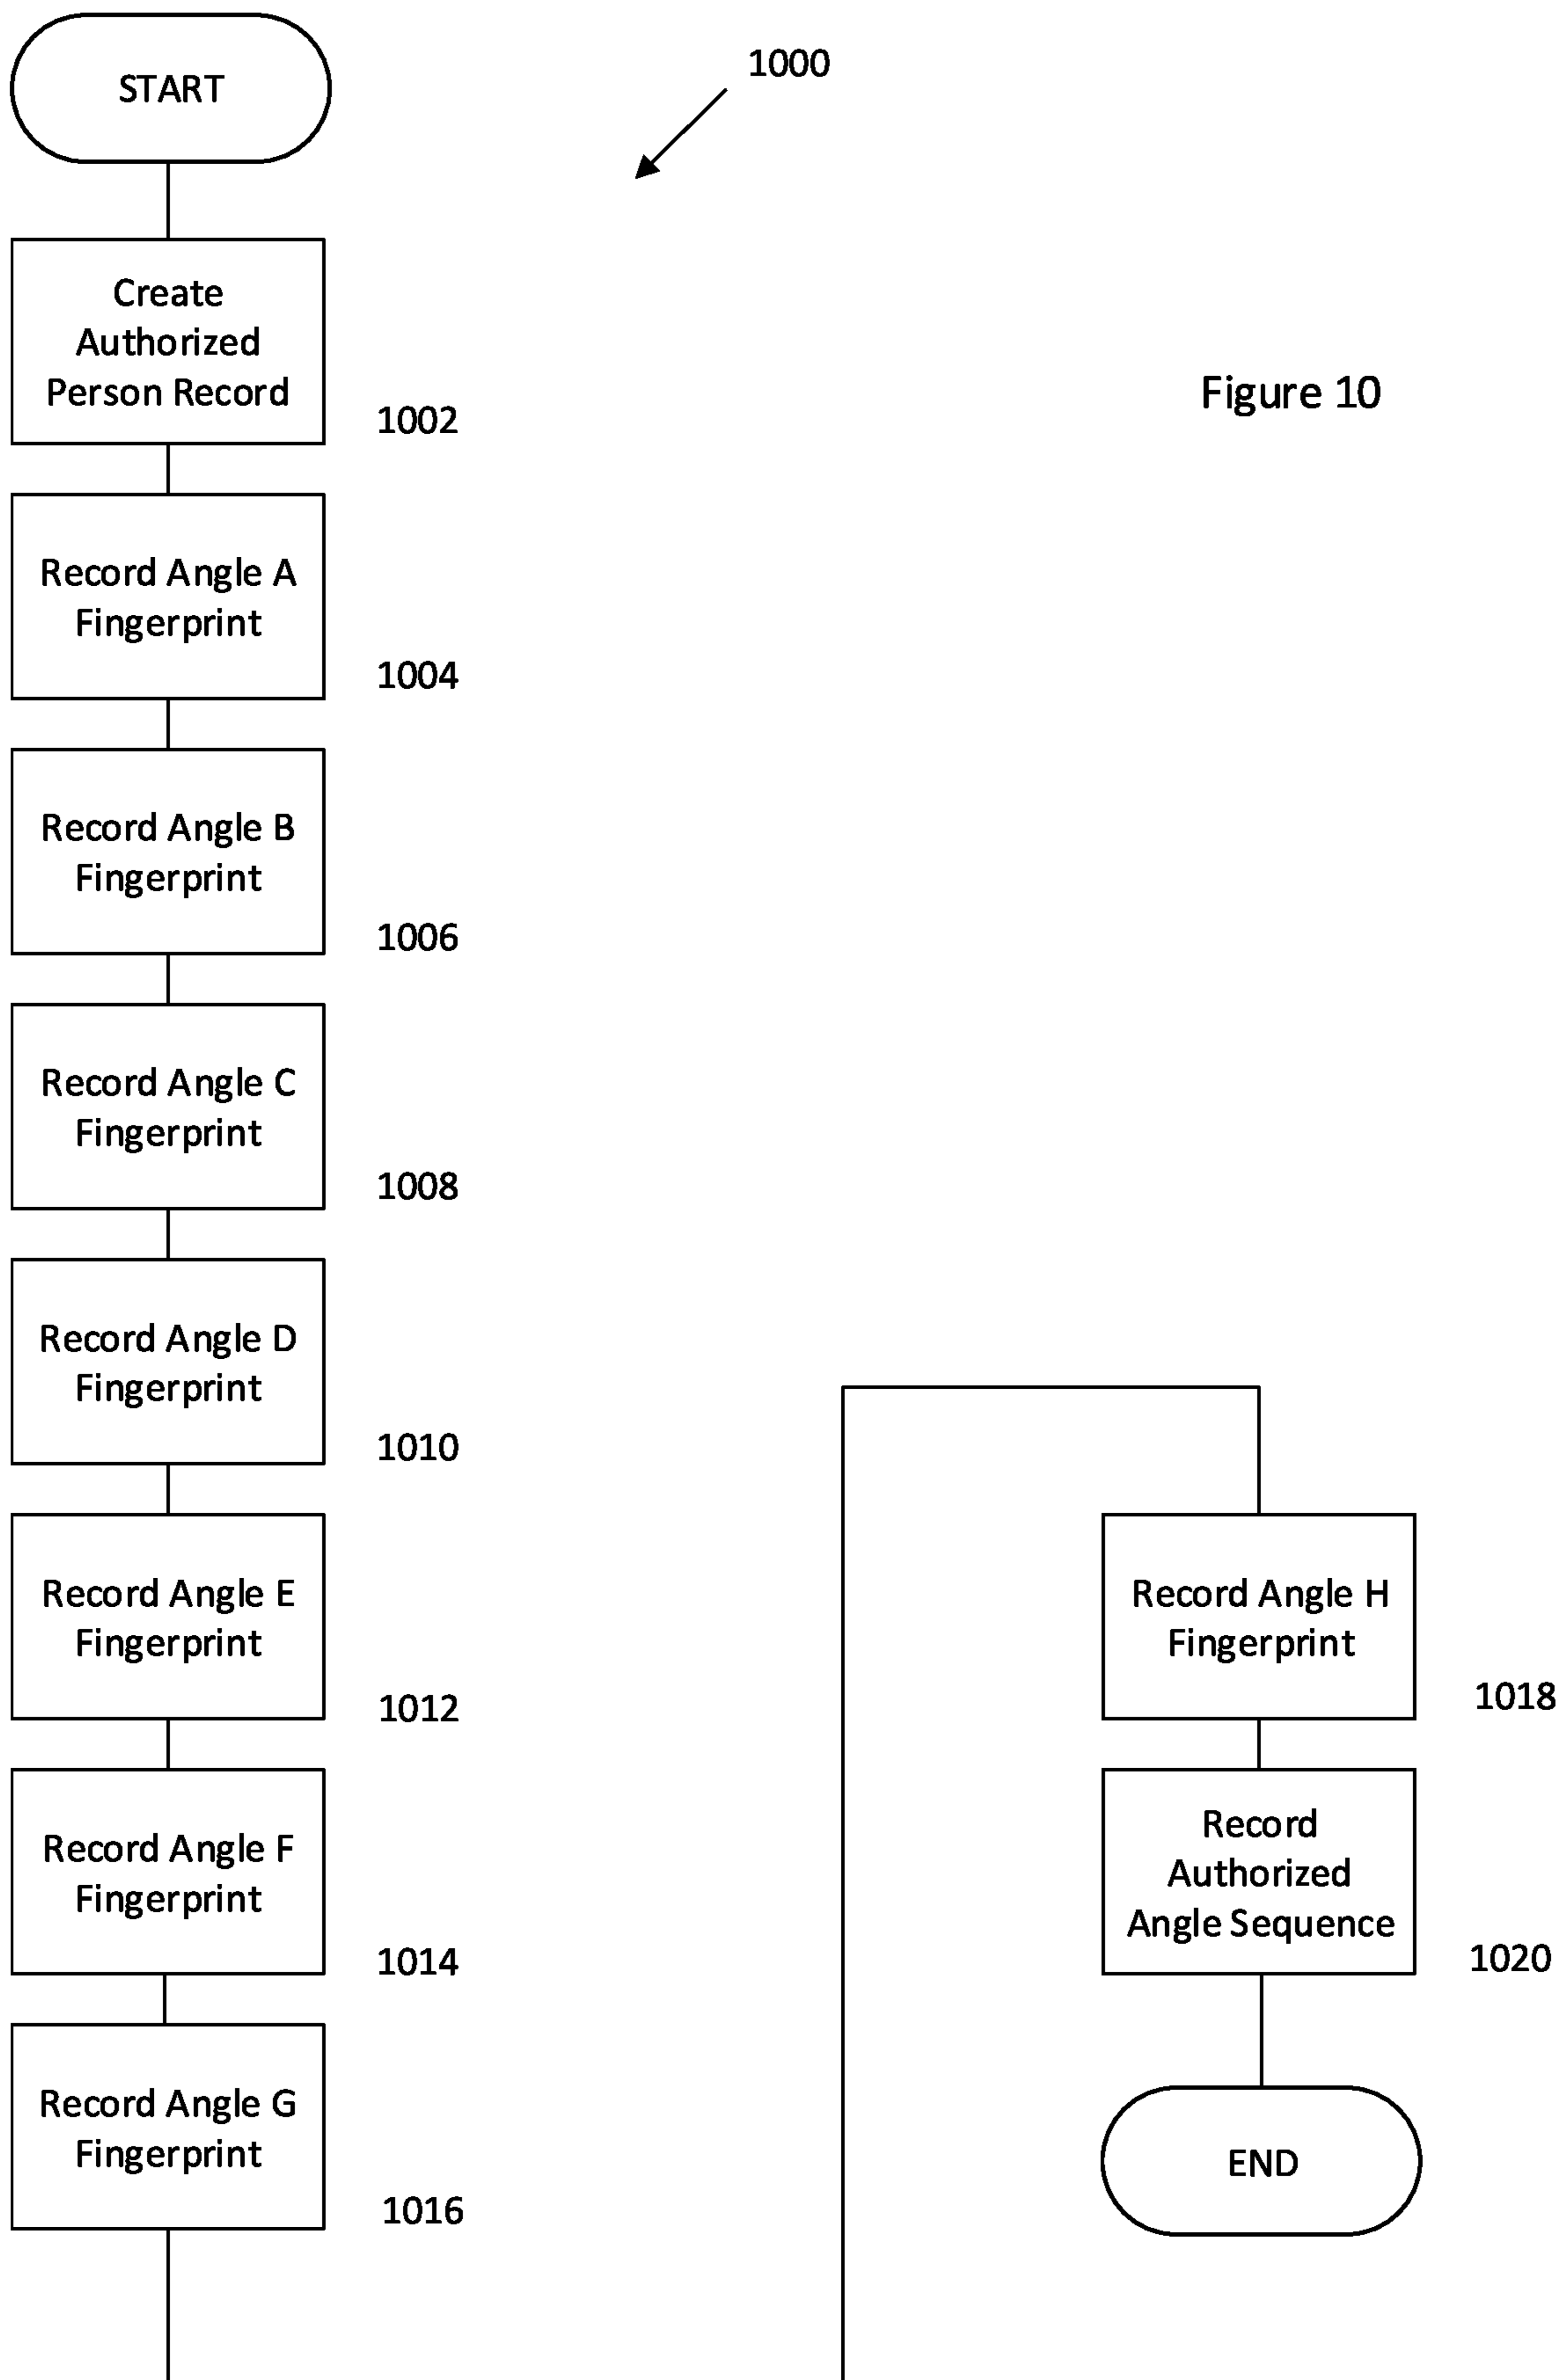 START
1000
Create
Authorized
Person Record
1002
Figure 10
Record Angle A
Fingerprint
1004
Record Angle B
Fingerprint
1006
Record Angle C
Fingerprint
1008
Record Angle D
Fingerprint
1010
Record Angle E
Fingerprint
1012
Record Angle F
Fingerprint
1014
Record Angle G
Fingerprint
1016
Record Angle H
Fingerprint
1018
Record
Authorized
Angle Sequence
1020
END